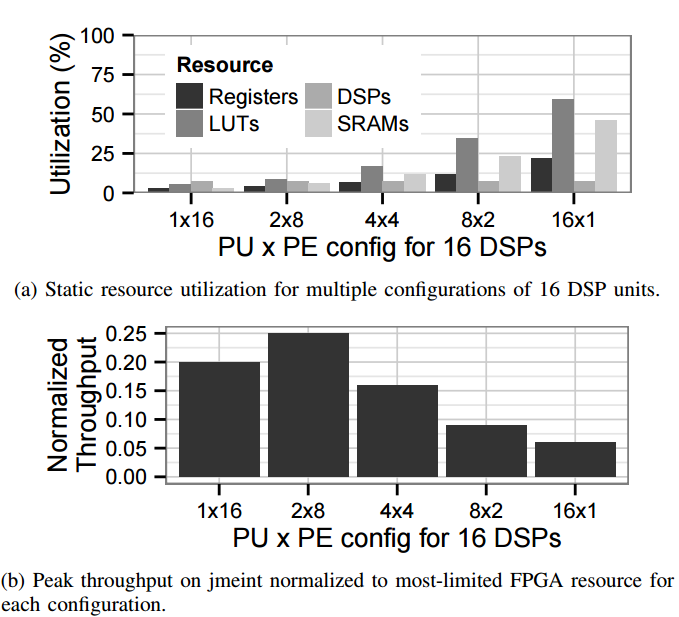 100
75
50
25
0
Utilization (%)
Resource
Registers DSPs
LUTs SRAMs
1x16 2x8 4x4 8x2 16x1
PU x PE config for 16 DSPs
(a) Static resource utilization for multiple configurations of 16 DSP units.
0.25
0.20
0.15
0.10
0.05
0.00
Normalized
Throughput
1x16 2x8 4x4 8x2 16x1
PU x PE config for 16 DSPs
(b) Peak throughput on jmeint normalized to most-limited FPGA resource for
each configuration.